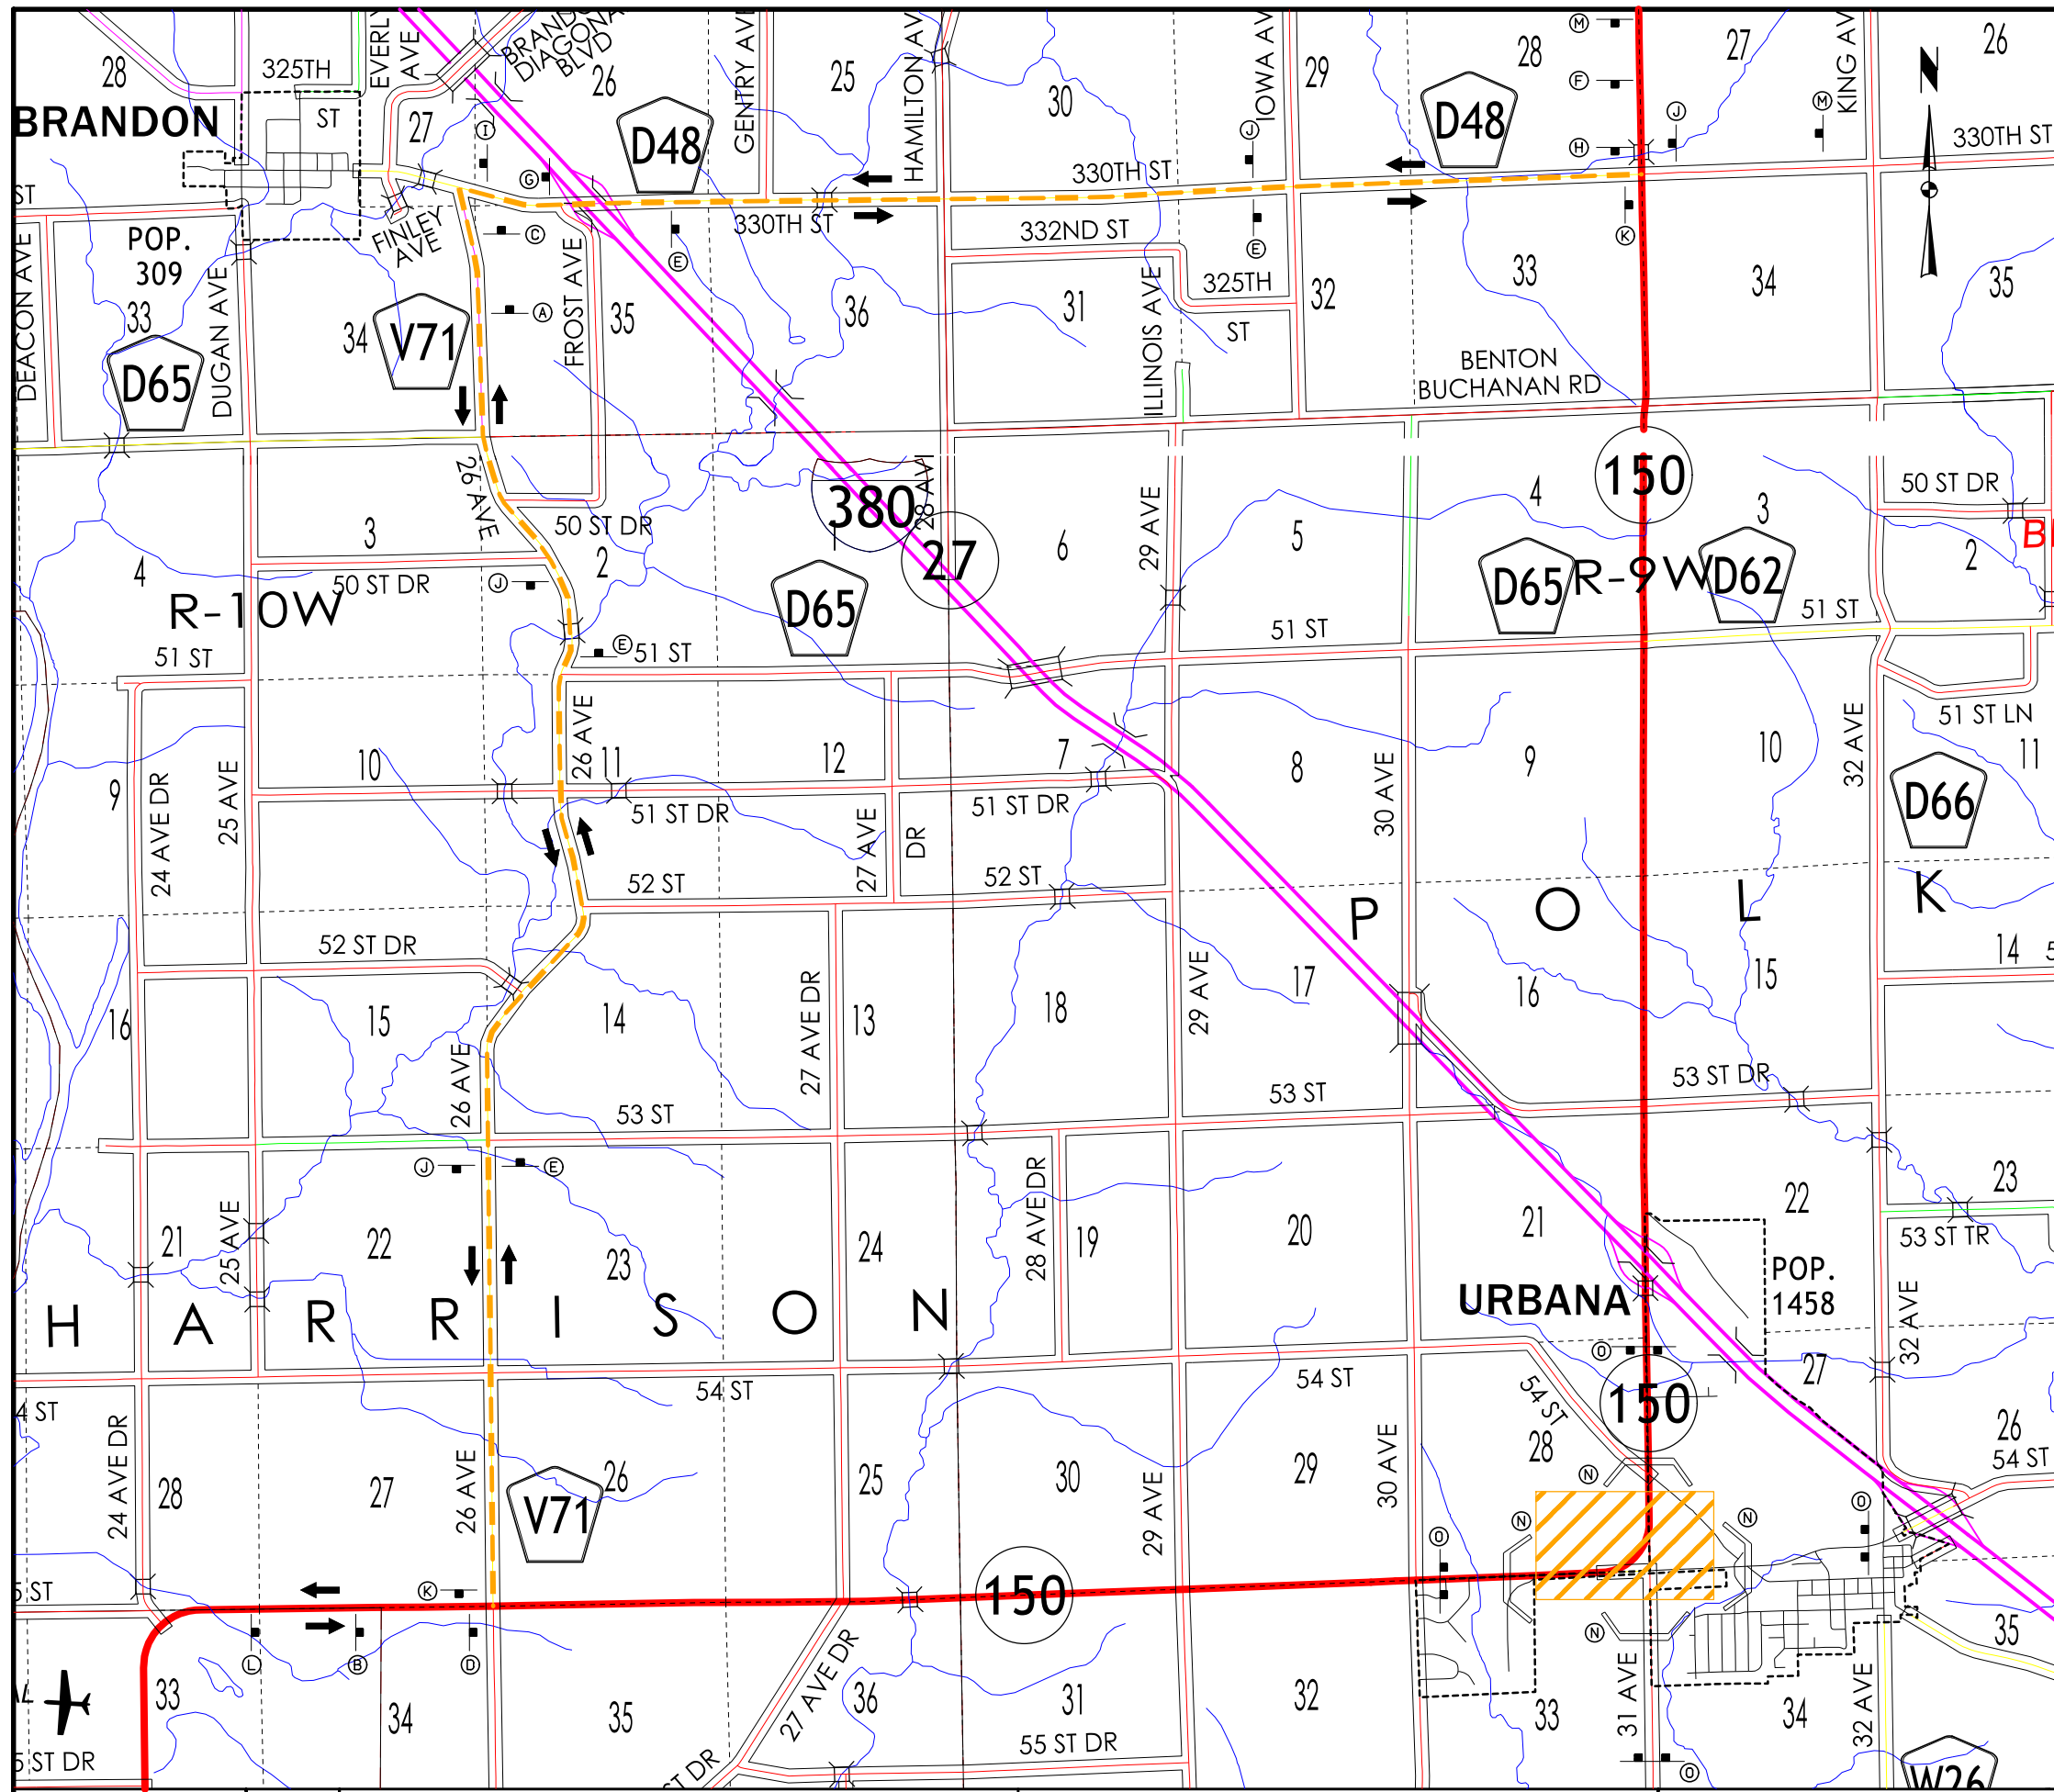 28
325TH
EVERLY
AVE
BRANDON
DIAGONAL
BLVD
26
GENTRY AVE
25
HAMILTON AV
30
IOWA AV
29
28
M
27
KING AV
26
N
BRANDON
ST
27
I
D48
G
J
D48
F
H
J
M
330TH ST
330TH ST
330TH ST
332ND ST
ST
FINLEY
AVE
C
E
E
K
POP.
309
33
DEACON AVE
DUGAN AVE
D65
34
V71
A
FROST AVE
35
36
31
ILLINOIS AVE
325TH
ST
32
33
34
35
BENTON
BUCHANAN RD
26 AVE
50 ST DR
380
27
150
4
3
50 ST DR
3
4
50 ST DR
J
2
D65
6
29 AVE
5
D65
R-9W
D62
2
51 ST
R-10W
51 ST
E
51 ST
51 ST
51 ST LN
9
24 AVE DR
25 AVE
10
26 AVE
11
12
7
8
30 AVE
9
10
32 AVE
11
D66
51 ST DR
51 ST DR
27 AVE
DR
52 ST
52 ST
P O L K
52 ST DR
16
15
14
27 AVE DR
13
18
29 AVE
17
16
15
14
26 AVE
53 ST
53 ST
53 ST DR
J
E
21
25 AVE
22
23
24
28 AVE DR
19
20
21
22
23
53 ST TR
H A R R I S O N
URBANA
POP.
1458
32 AVE
O
27
54 ST
54 ST
54 ST
150
24 AVE DR
28
27
26 AVE
V71
26
25
30
29 AVE
29
30 AVE
28
26
54 ST
N
N
N
O
O
K
150
L
B
D
N
33
34
35
27 AVE DR
36
31
32
33
31 AVE
34
32 AVE
35
55 ST DR
O
W26